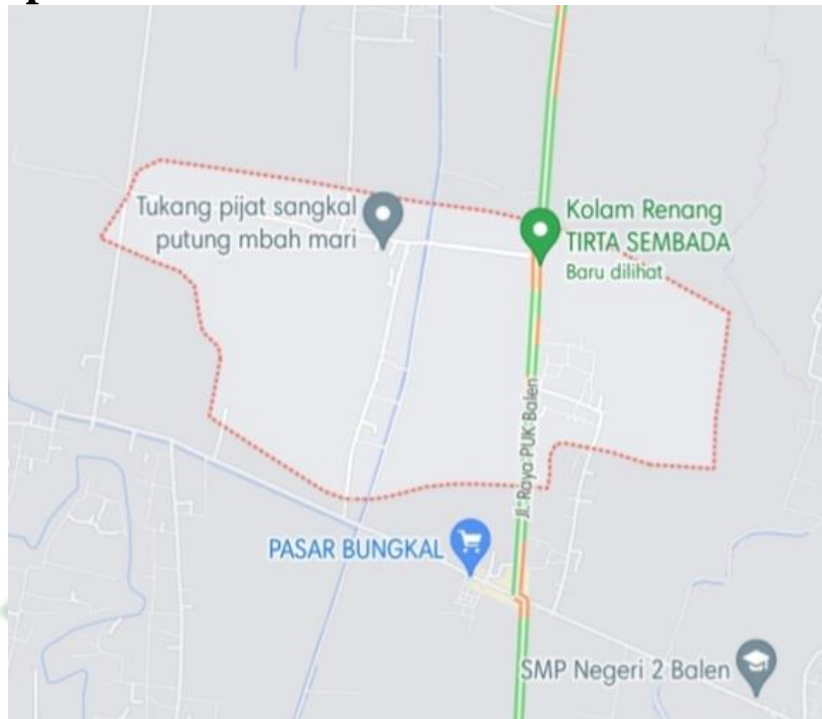 Tukang pijat sangkal
putung mbah mari
Kolam Renang
TIRTA SEMBADA
Baru dilihat
Jl. Raya PUK Balen
PASAR BUNGKAL
SMP Negeri 2 Balen